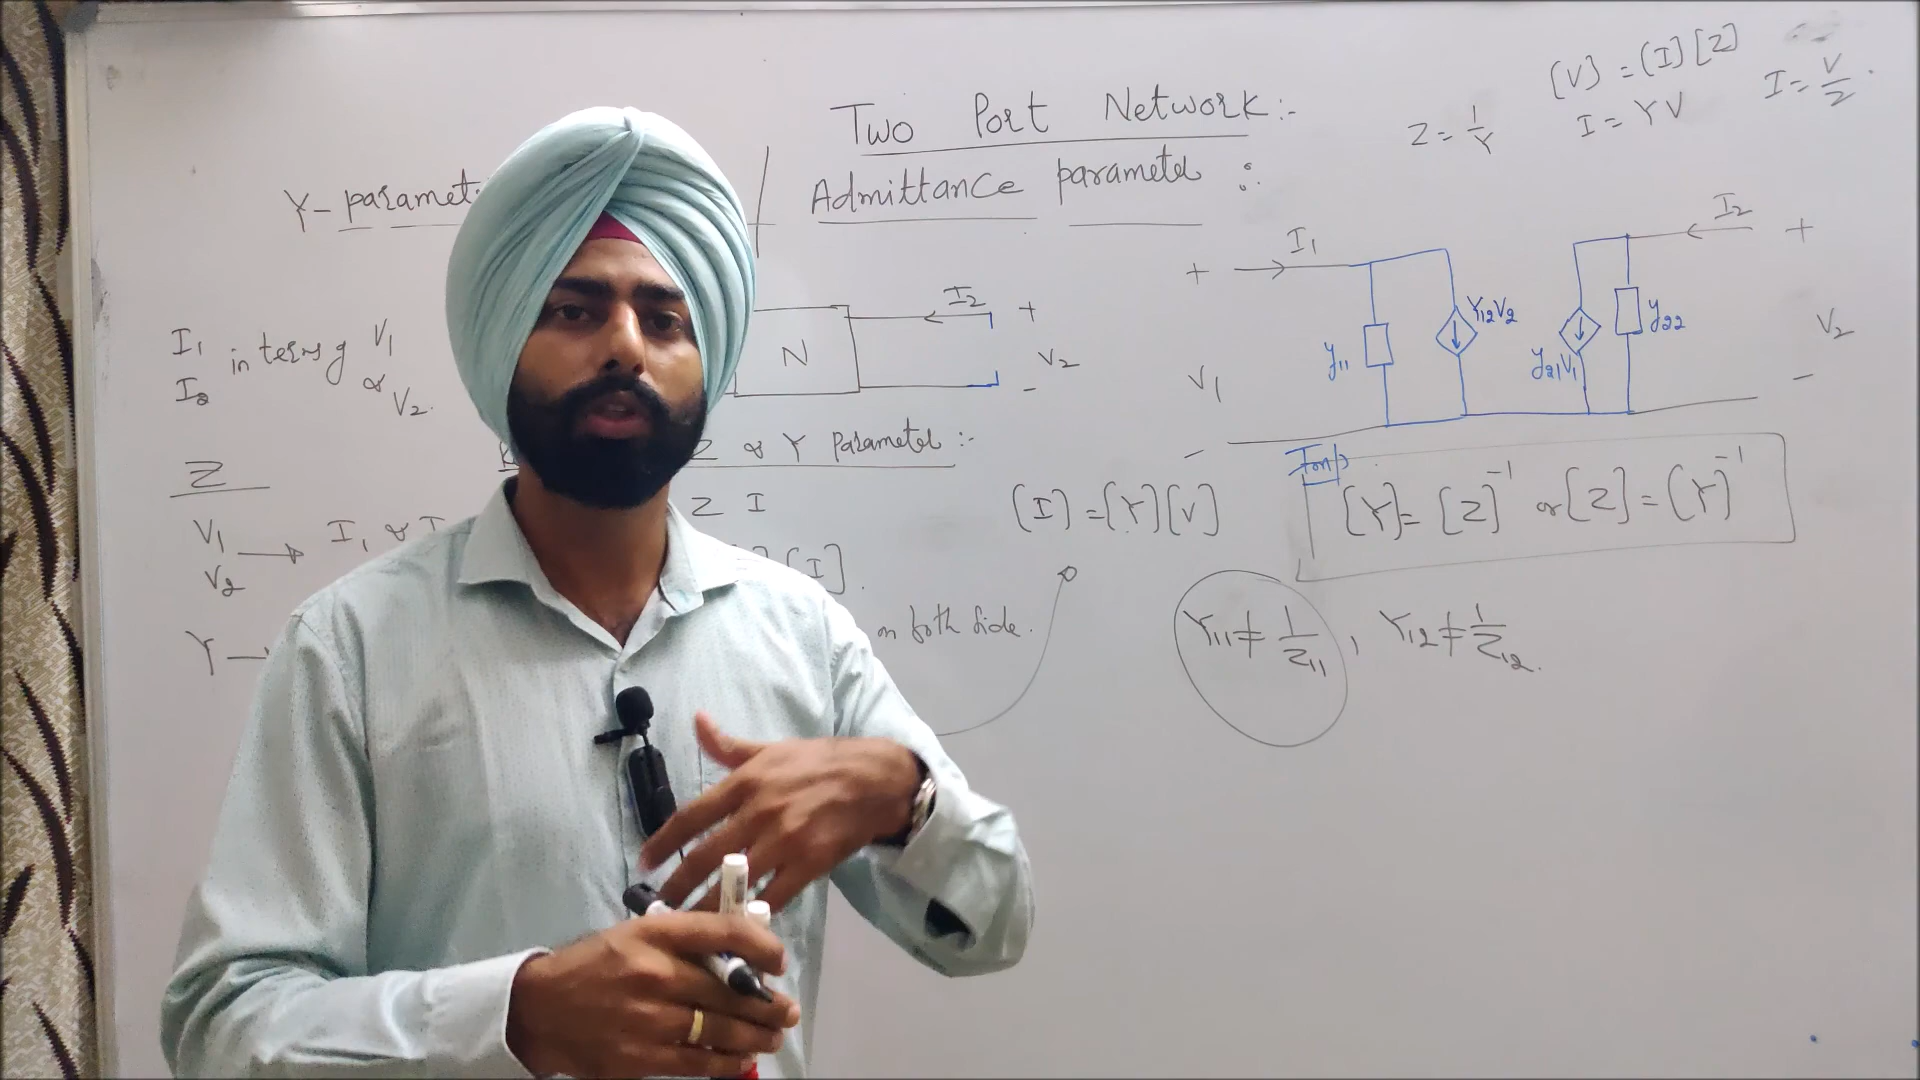 Two Port Network:-
Y-paramet
Admittance parameter :
Z = 1/Y
[V] = [I][Z]
I = YV
I = V/Z
I1
I2 in terms of V1 & V2.
N
I2
+
V2
-
Z
V1
V2 → I1 &
Y →
Z & Y Parameter :-
Z I
[I].
on both side.
[I] = [Y][V]
+ I1
V1
-
y11
Y12V2
y21V1
y22
I2 +
V2
-
Imp.
[Y] = [Z]^-1 or [Z] = [Y]^-1
Y11 ≠ 1/Z11 , Y12 ≠ 1/Z12.